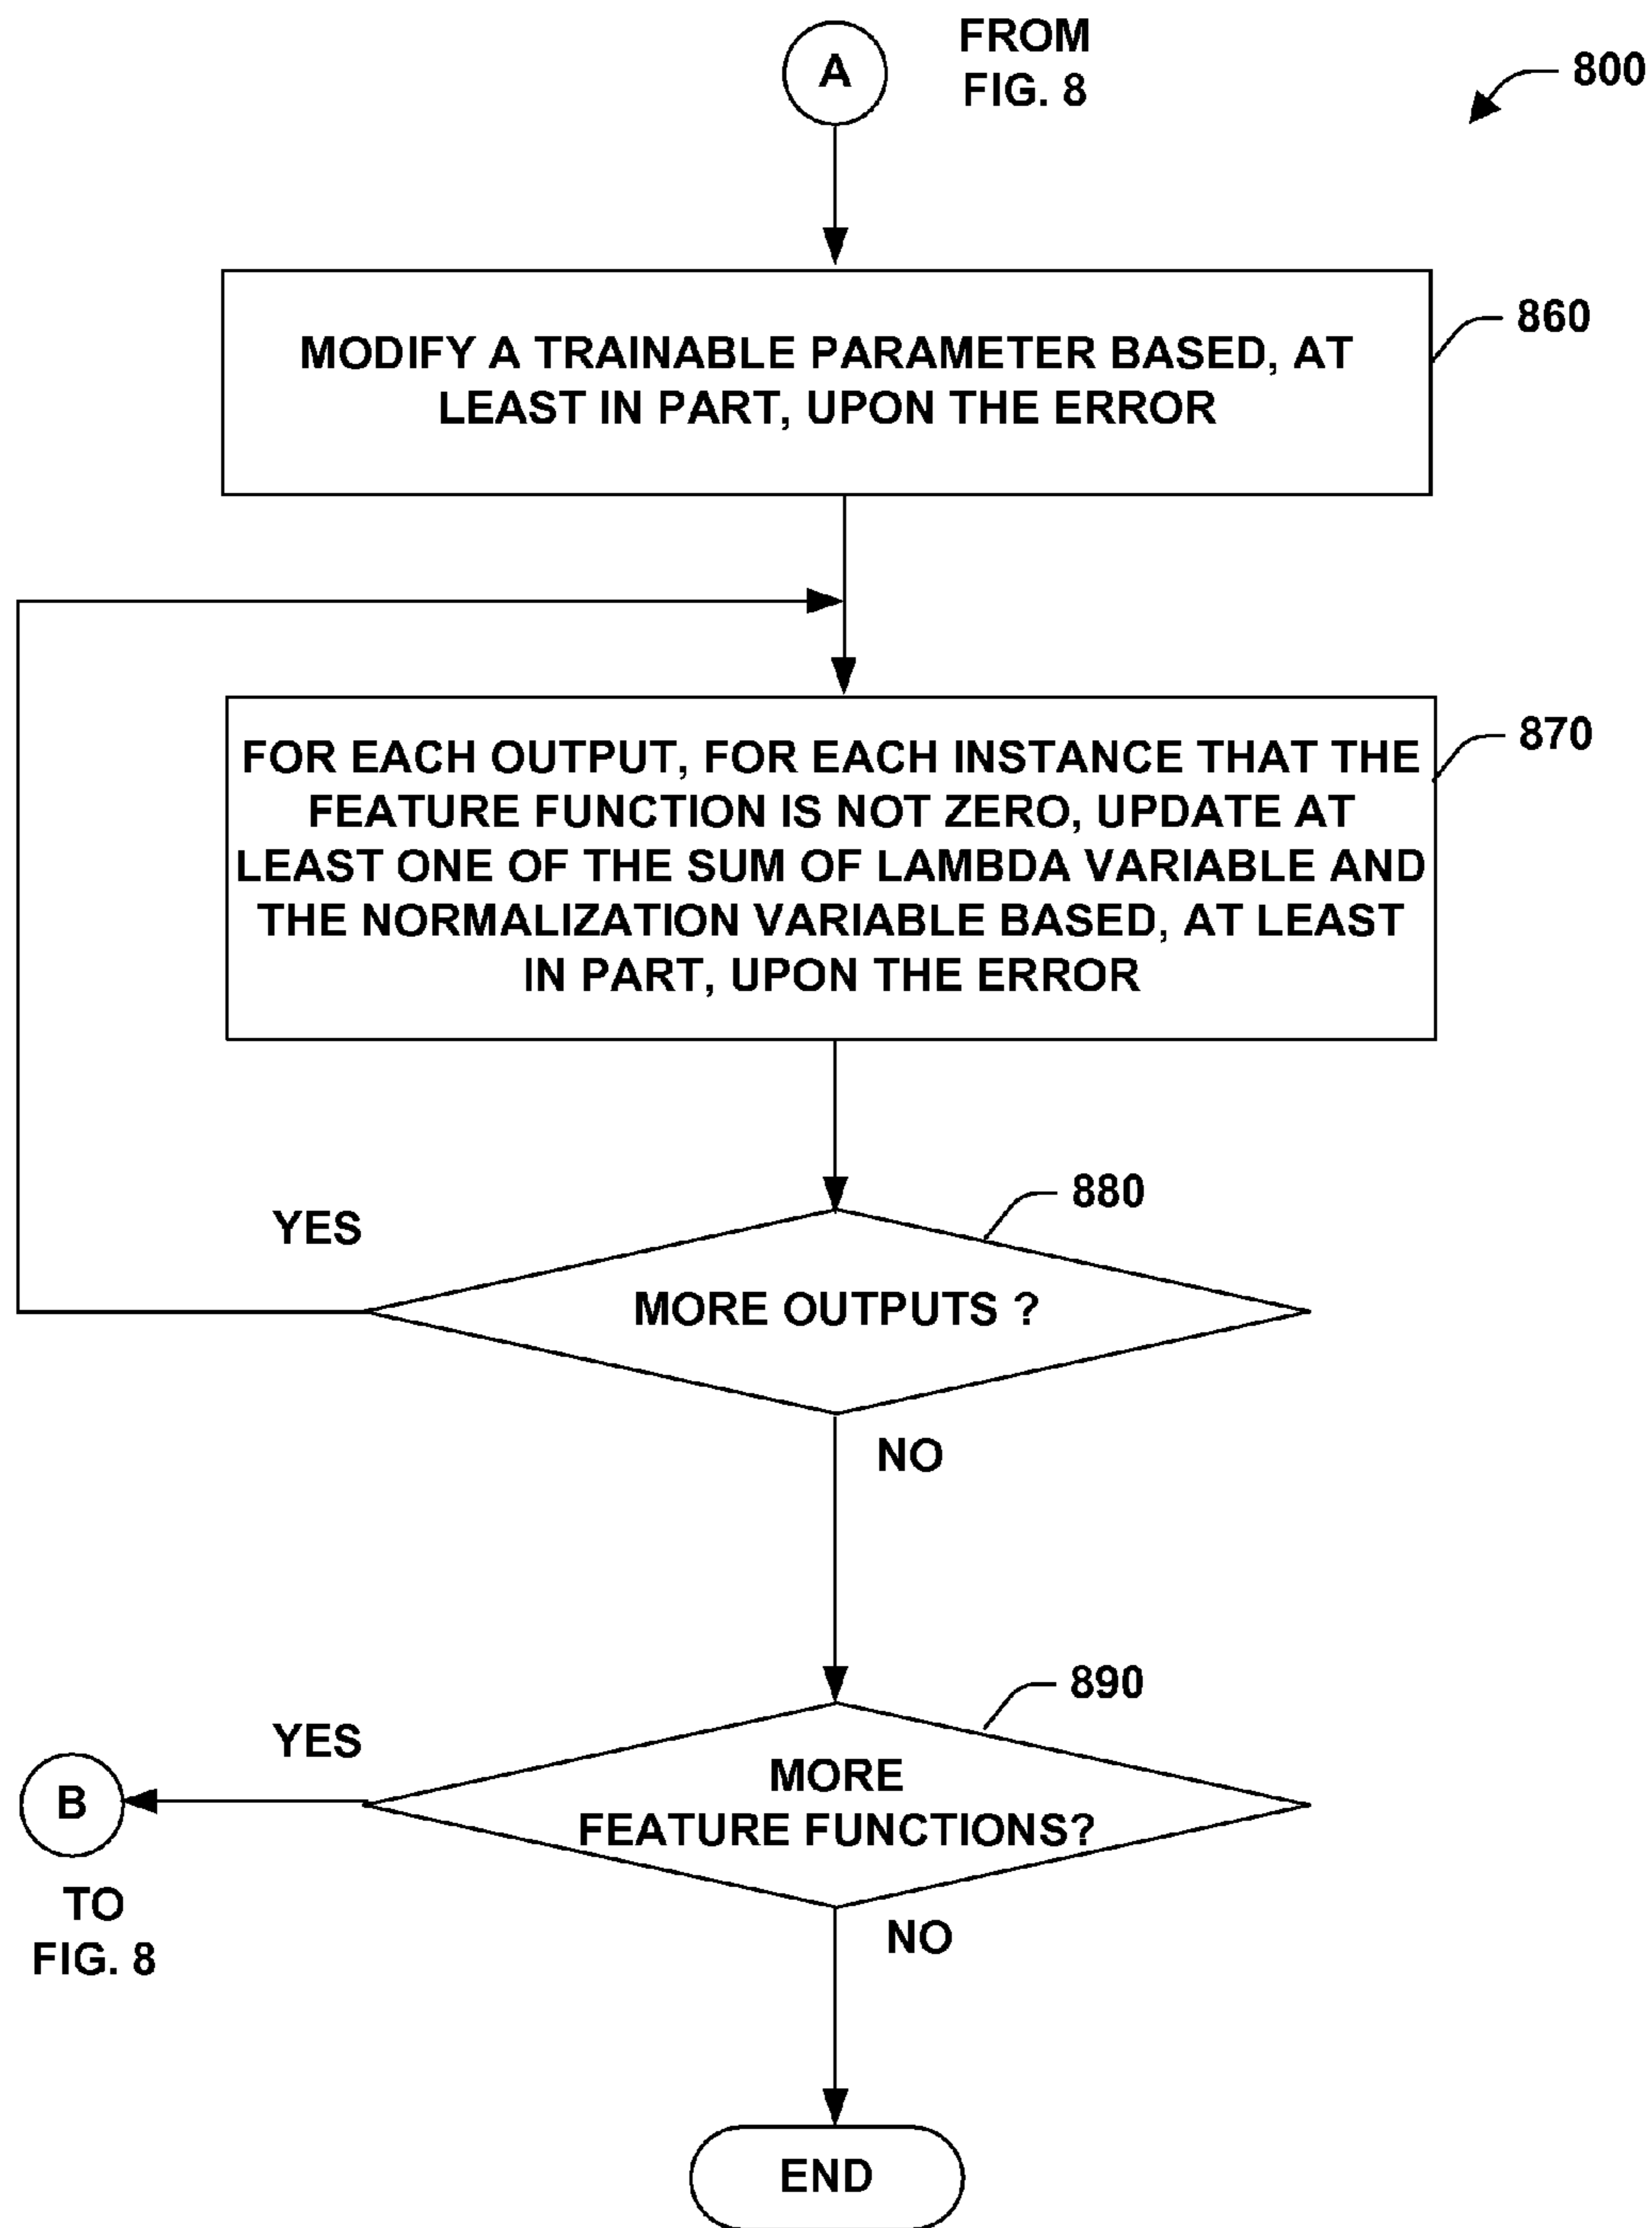 A
FROM
FIG. 8
800
MODIFY A TRAINABLE PARAMETER BASED, AT
LEAST IN PART, UPON THE ERROR
860
FOR EACH OUTPUT, FOR EACH INSTANCE THAT THE
FEATURE FUNCTION IS NOT ZERO, UPDATE AT
LEAST ONE OF THE SUM OF LAMBDA VARIABLE AND
THE NORMALIZATION VARIABLE BASED, AT LEAST
IN PART, UPON THE ERROR
870
880
YES
MORE OUTPUTS ?
NO
890
YES
MORE
FEATURE FUNCTIONS?
B
TO
FIG. 8
NO
END